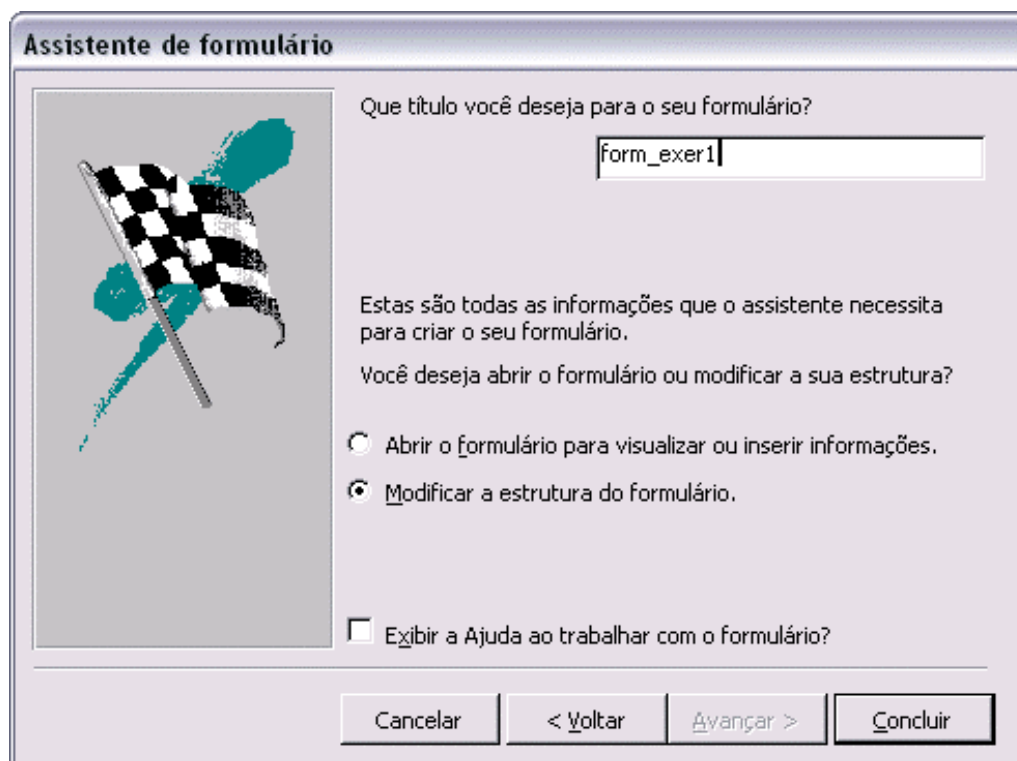 Assistente de formulário
Que título você deseja para o seu formulário?
form_exer1
Estas são todas as informações que o assistente necessita
para criar o seu formulário.
Você deseja abrir o formulário ou modificar a sua estrutura?
Abrir o formulário para visualizar ou inserir informações.
Modificar a estrutura do formulário.
Exibir a Ajuda ao trabalhar com o formulário?
Cancelar
< Voltar
Avançar >
Concluir